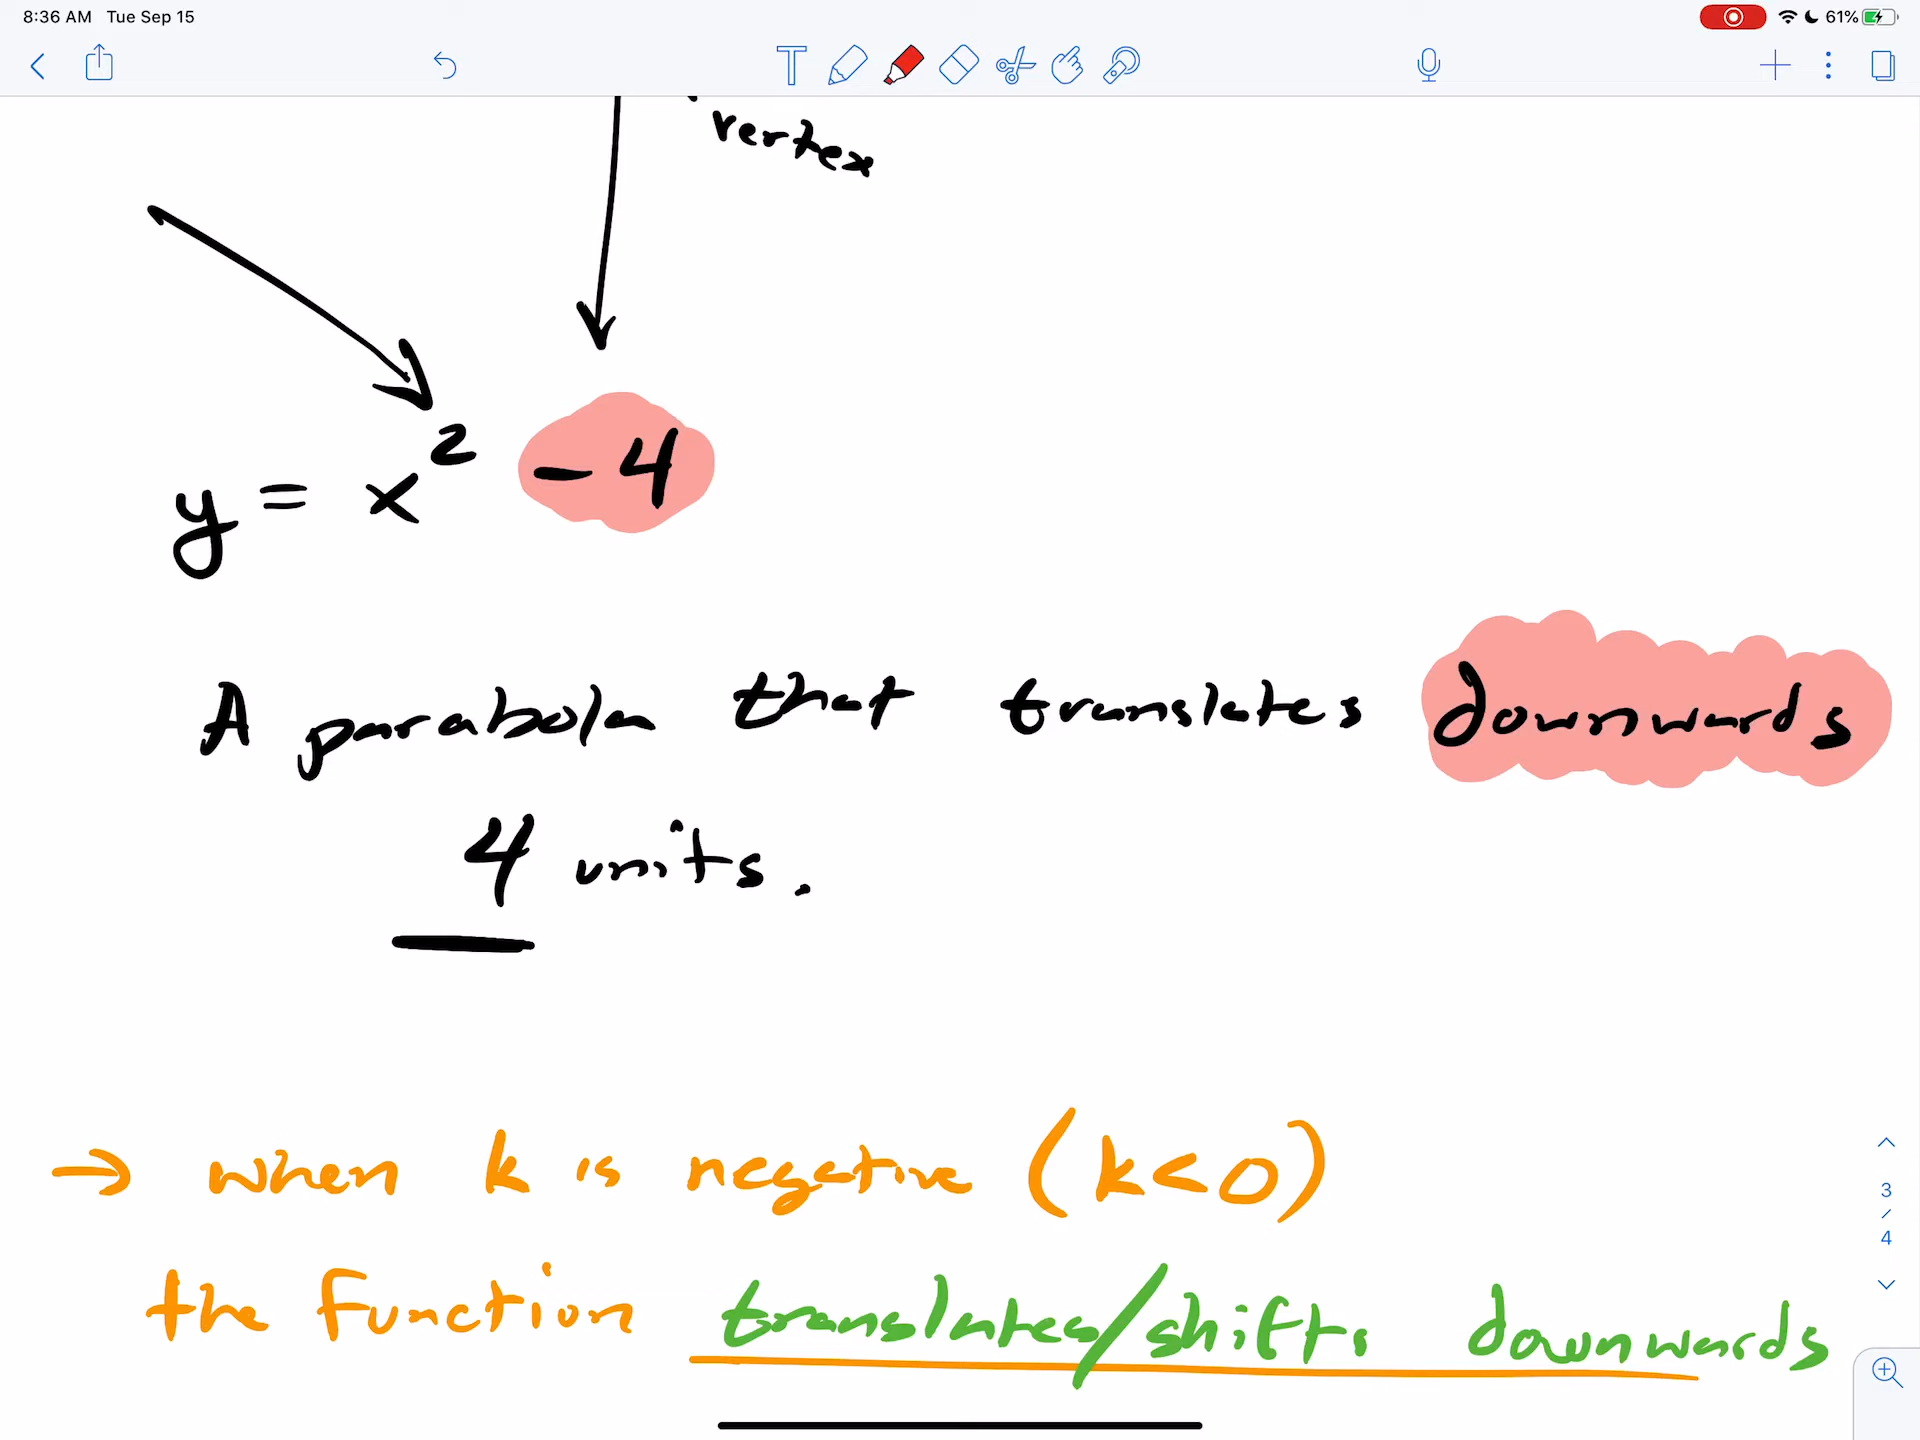 8:36 AM Tue Sep 15 61%
T
vertex
y = x² - 4
A parabola that translates downwards
4 units.
→ when k is negative (k<0)
3
/
4
the function translates/shifts downwards